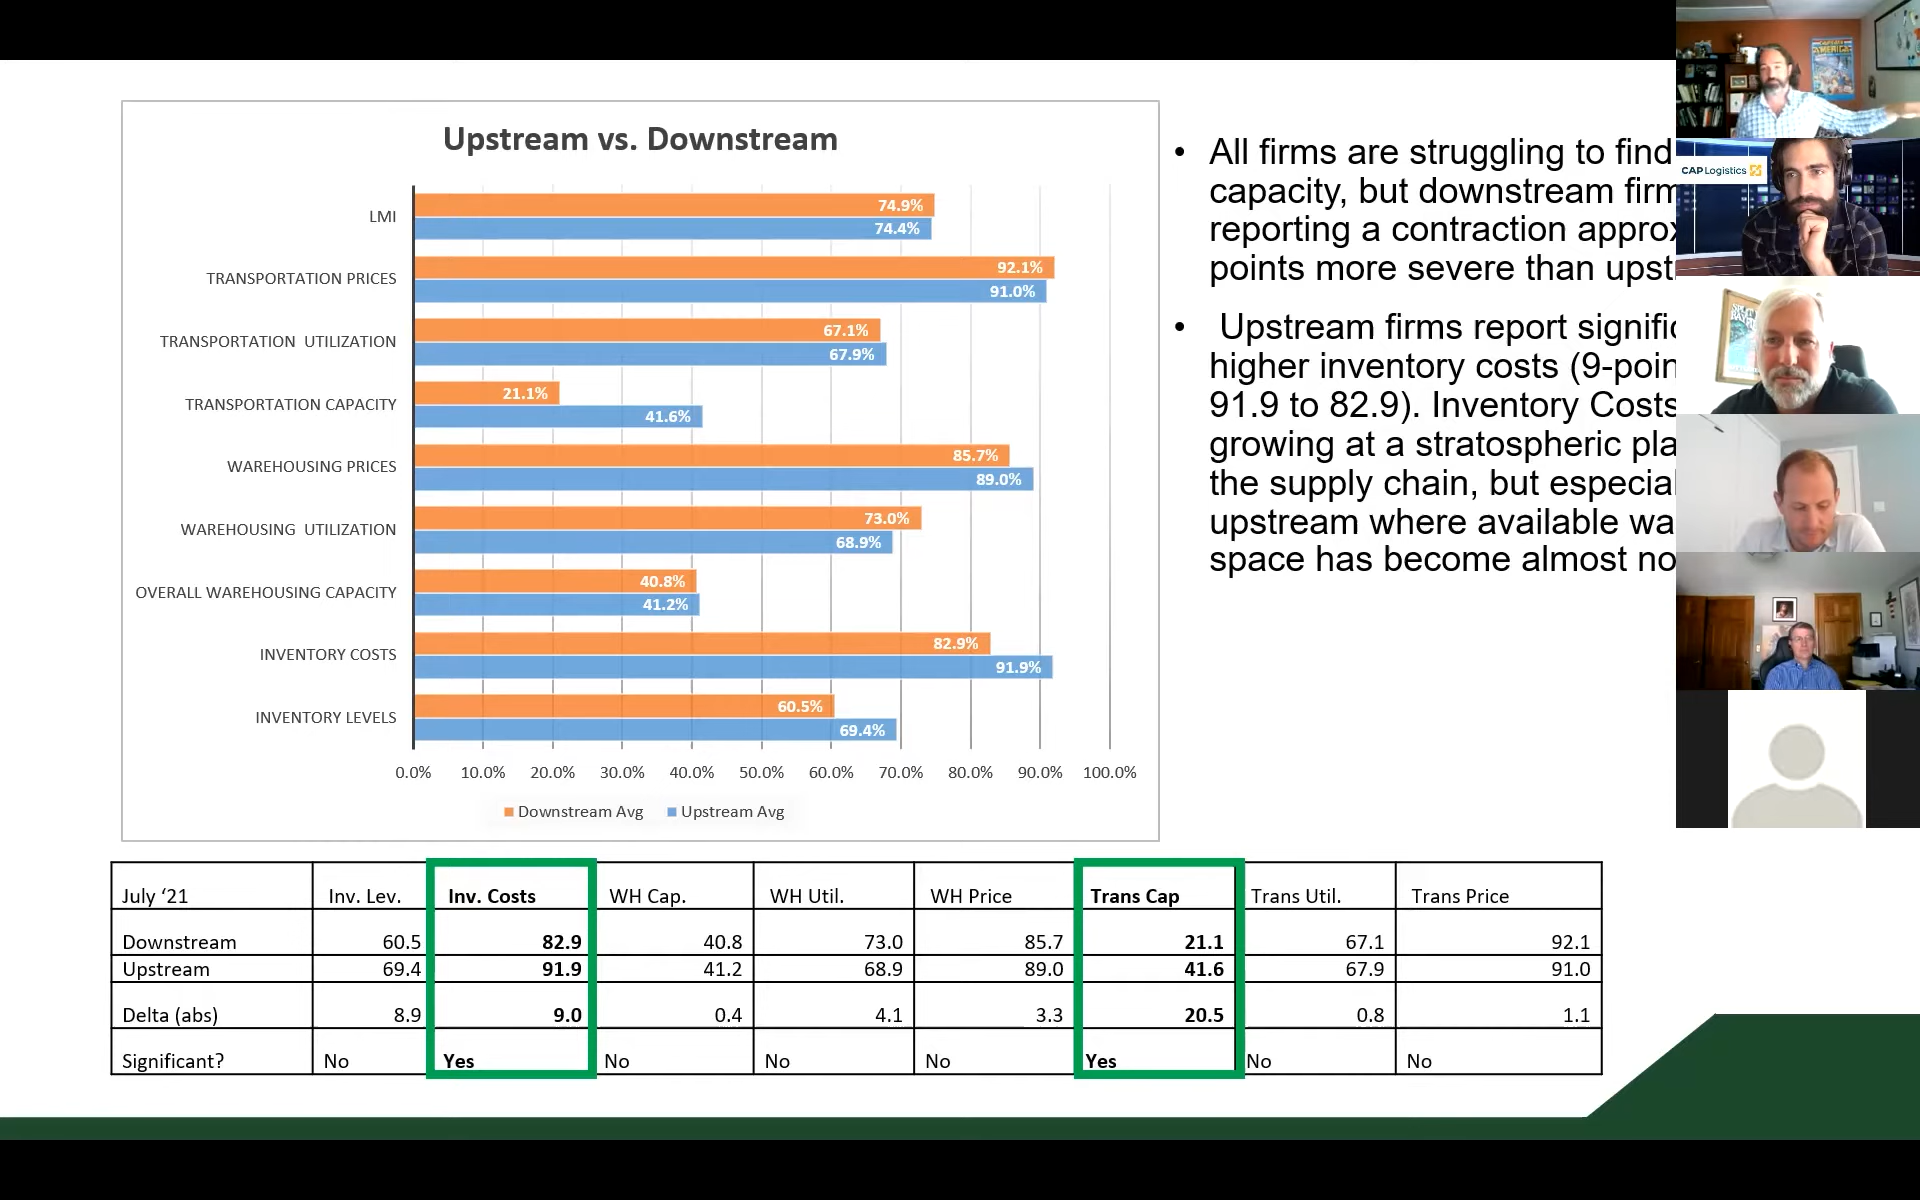 Upstream vs. Downstream
LMI
74.9%
74.4%
TRANSPORTATION PRICES
92.1%
91.0%
TRANSPORTATION UTILIZATION
67.1%
67.9%
TRANSPORTATION CAPACITY
21.1%
41.6%
WAREHOUSING PRICES
85.7%
89.0%
WAREHOUSING UTILIZATION
73.0%
68.9%
OVERALL WAREHOUSING CAPACITY
40.8%
41.2%
INVENTORY COSTS
82.9%
91.9%
INVENTORY LEVELS
60.5%
69.4%
0.0% 10.0% 20.0% 30.0% 40.0% 50.0% 60.0% 70.0% 80.0% 90.0% 100.0%
Downstream Avg Upstream Avg
• All firms are struggling to find
capacity, but downstream firm
reporting a contraction approx
points more severe than upst
• Upstream firms report signific
higher inventory costs (9-poin
91.9 to 82.9). Inventory Costs
growing at a stratospheric pla
the supply chain, but especial
upstream where available wa
space has become almost no
CAP Logistics
CAPTAIN
AMERICA
July ‘21 Inv. Lev. Inv. Costs WH Cap. WH Util. WH Price Trans Cap Trans Util. Trans Price
Downstream 60.5 82.9 40.8 73.0 85.7 21.1 67.1 92.1
Upstream 69.4 91.9 41.2 68.9 89.0 41.6 67.9 91.0
Delta (abs) 8.9 9.0 0.4 4.1 3.3 20.5 0.8 1.1
Significant? No Yes No No No Yes No No